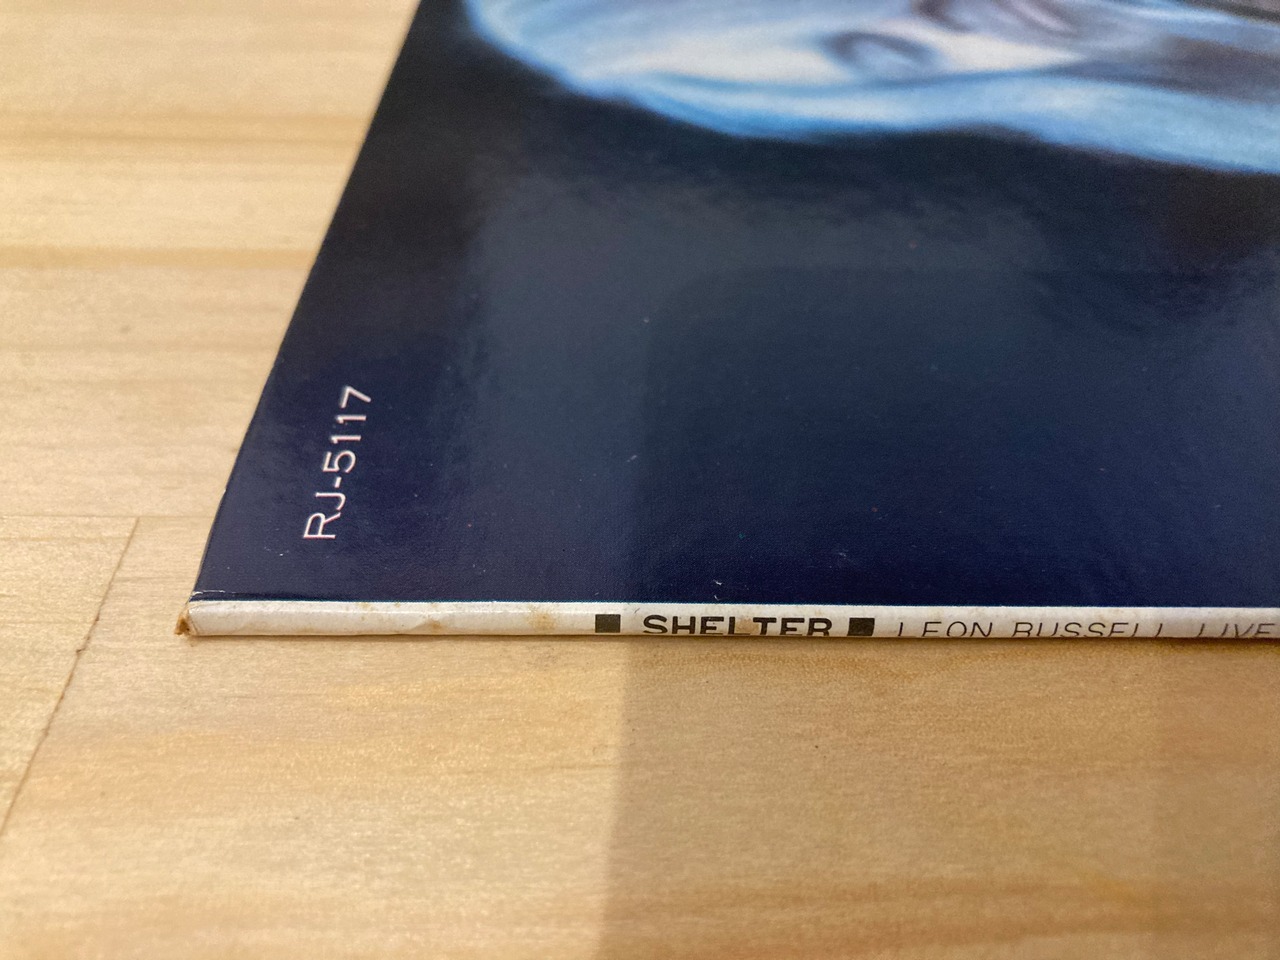 RJ-5117
■ SHELTER ■ LEON RUSSELL LIVE